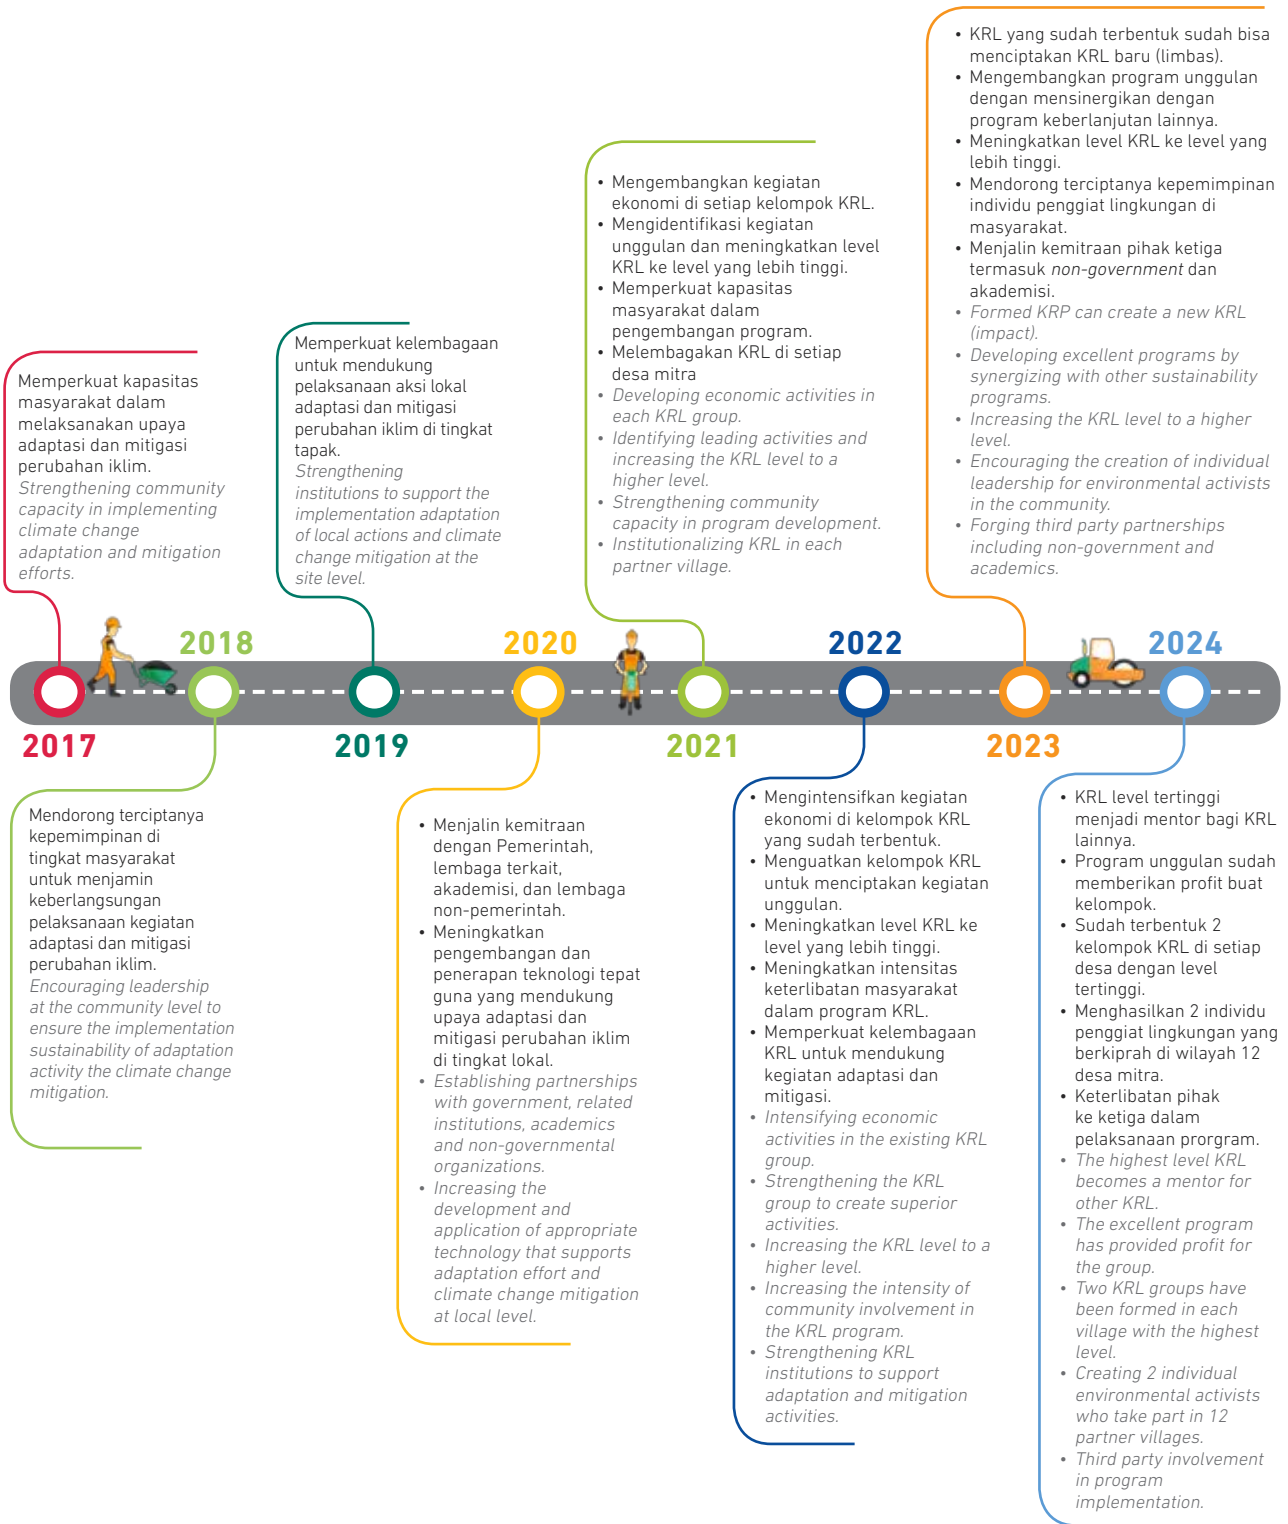 Memperkuat kapasitas
masyarakat dalam
melaksanakan upaya
adaptasi dan mitigasi
perubahan iklim.
Strengthening community
capacity in implementing
climate change
adaptation and mitigation
efforts.
2017
2018
Mendorong terciptanya
kepemimpinan di
tingkat masyarakat
untuk menjamin
keberlangsungan
pelaksanaan kegiatan
adaptasi dan mitigasi
perubahan iklim.
Encouraging leadership
at the community level to
ensure the implementation
sustainability of adaptation
activity the climate change
mitigation.
Memperkuat kelembagaan
untuk mendukung
pelaksanaan aksi lokal
adaptasi dan mitigasi
perubahan iklim di tingkat
tapak.
Strengthening
institutions to support the
implementation adaptation
of local actions and climate
change mitigation at the
site level.
2019
2020
• Menjalin kemitraan
dengan Pemerintah,
lembaga terkait,
akademisi, dan lembaga
non-pemerintah.
• Meningkatkan
pengembangan dan
penerapan teknologi tepat
guna yang mendukung
upaya adaptasi dan
mitigasi perubahan iklim
di tingkat lokal.
• Establishing partnerships
with government, related
institutions, academics
and non-governmental
organizations.
• Increasing the
development and
application of appropriate
technology that supports
adaptation effort and
climate change mitigation
at local level.
• Mengembangkan kegiatan
ekonomi di setiap kelompok KRL.
• Mengidentifikasi kegiatan
unggulan dan meningkatkan level
KRL ke level yang lebih tinggi.
• Memperkuat kapasitas
masyarakat dalam
pengembangan program.
• Melembagakan KRL di setiap
desa mitra
• Developing economic activities in
each KRL group.
• Identifying leading activities and
increasing the KRL level to a
higher level.
• Strengthening community
capacity in program development.
• Institutionalizing KRL in each
partner village.
2021
2022
• Mengintensifkan kegiatan
ekonomi di kelompok KRL
yang sudah terbentuk.
• Menguatkan kelompok KRL
untuk menciptakan kegiatan
unggulan.
• Meningkatkan level KRL ke
level yang lebih tinggi.
• Meningkatkan intensitas
keterlibatan masyarakat
dalam program KRL.
• Memperkuat kelembagaan
KRL untuk mendukung
kegiatan adaptasi dan
mitigasi.
• Intensifying economic
activities in the existing KRL
group.
• Strengthening the KRL
group to create superior
activities.
• Increasing the KRL level to a
higher level.
• Increasing the intensity of
community involvement in
the KRL program.
• Strengthening KRL
institutions to support
adaptation and mitigation
activities.
• KRL yang sudah terbentuk sudah bisa
menciptakan KRL baru (limbas).
• Mengembangkan program unggulan
dengan mensinergikan dengan
program keberlanjutan lainnya.
• Meningkatkan level KRL ke level yang
lebih tinggi.
• Mendorong terciptanya kepemimpinan
individu penggiat lingkungan di
masyarakat.
• Menjalin kemitraan pihak ketiga
termasuk non-government dan
akademisi.
• Formed KRP can create a new KRL
(impact).
• Developing excellent programs by
synergizing with other sustainability
programs.
• Increasing the KRL level to a higher
level.
• Encouraging the creation of individual
leadership for environmental activists
in the community.
• Forging third party partnerships
including non-government and
academics.
2023
2024
• KRL level tertinggi
menjadi mentor bagi KRL
lainnya.
• Program unggulan sudah
memberikan profit buat
kelompok.
• Sudah terbentuk 2
kelompok KRL di setiap
desa dengan level
tertinggi.
• Menghasilkan 2 individu
penggiat lingkungan yang
berkiprah di wilayah 12
desa mitra.
• Keterlibatan pihak
ke ketiga dalam
pelaksanaan prorgram.
• The highest level KRL
becomes a mentor for
other KRL.
• The excellent program
has provided profit for
the group.
• Two KRL groups have
been formed in each
village with the highest
level.
• Creating 2 individual
environmental activists
who take part in 12
partner villages.
• Third party involvement
in program
implementation.